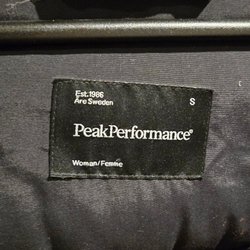 Est. 1986
Åre Sweden
S
PeakPerformance®
Woman/Femme